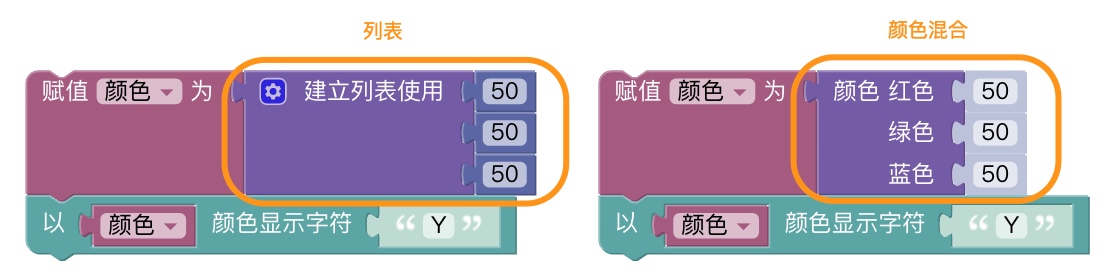 列表
赋值 颜色 为 建立列表使用 50
50
50
以 颜色 颜色显示字符 “ Y ”
颜色混合
赋值 颜色 为 颜色 红色 50
绿色 50
蓝色 50
以 颜色 颜色显示字符 “ Y ”